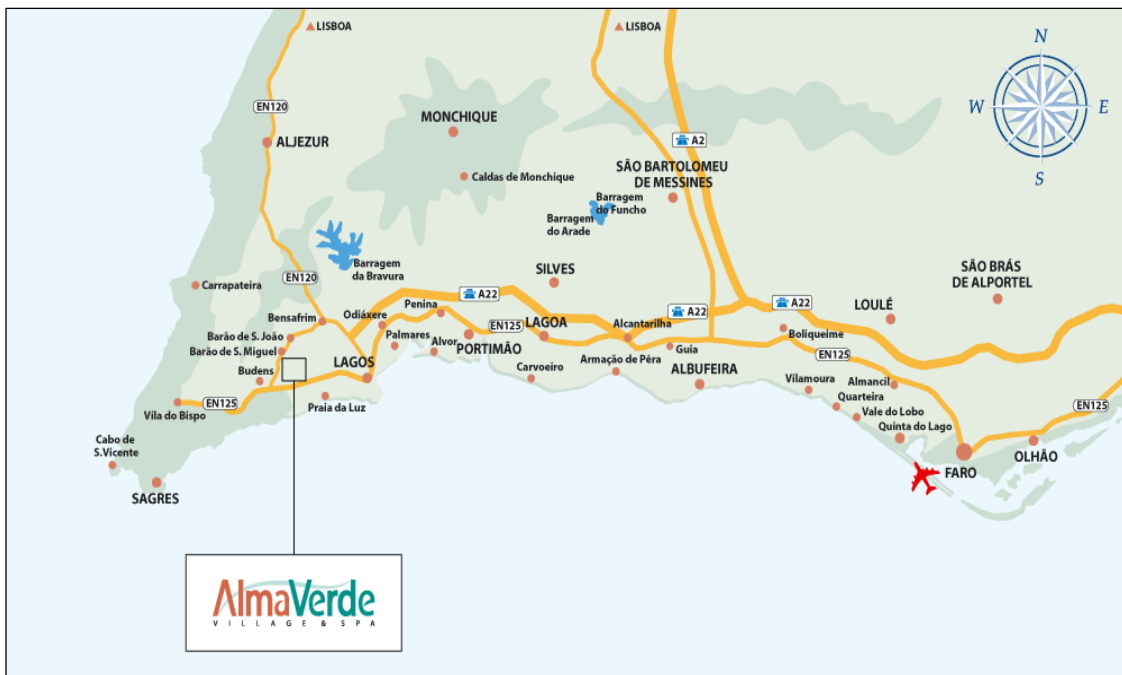 LISBOA
LISBOA
N
W
E
S
EN120
ALJEZUR
MONCHIQUE
Caldas de Monchique
A2
SÃO BARTOLOMEU
DE MESSINES
Barragem
do Funcho
Barragem
do Arade
Barragem
da Bravura
EN120
Carrapateira
SILVES
SÃO BRÁS
DE ALPORTEL
LOULÉ
A22
A22
A22
Penina
Bensafrim
Odiáxere
EN125
LAGOA
Alcantarilha
Boliqueime
Barão de S. João
Barão de S. Miguel
Palmares
Alvor
PORTIMÃO
Guia
EN125
Budens
LAGOS
Carvoeiro
Armação de Pêra
ALBUFEIRA
Vilamoura
Almancil
EN125
Vila do Bispo
EN125
Praia da Luz
Quarteira
Vale do Lobo
Quinta do Lago
Cabo de
S. Vicente
SAGRES
FARO
OLHÃO
AlmaVerde
VILLAGE & SPA